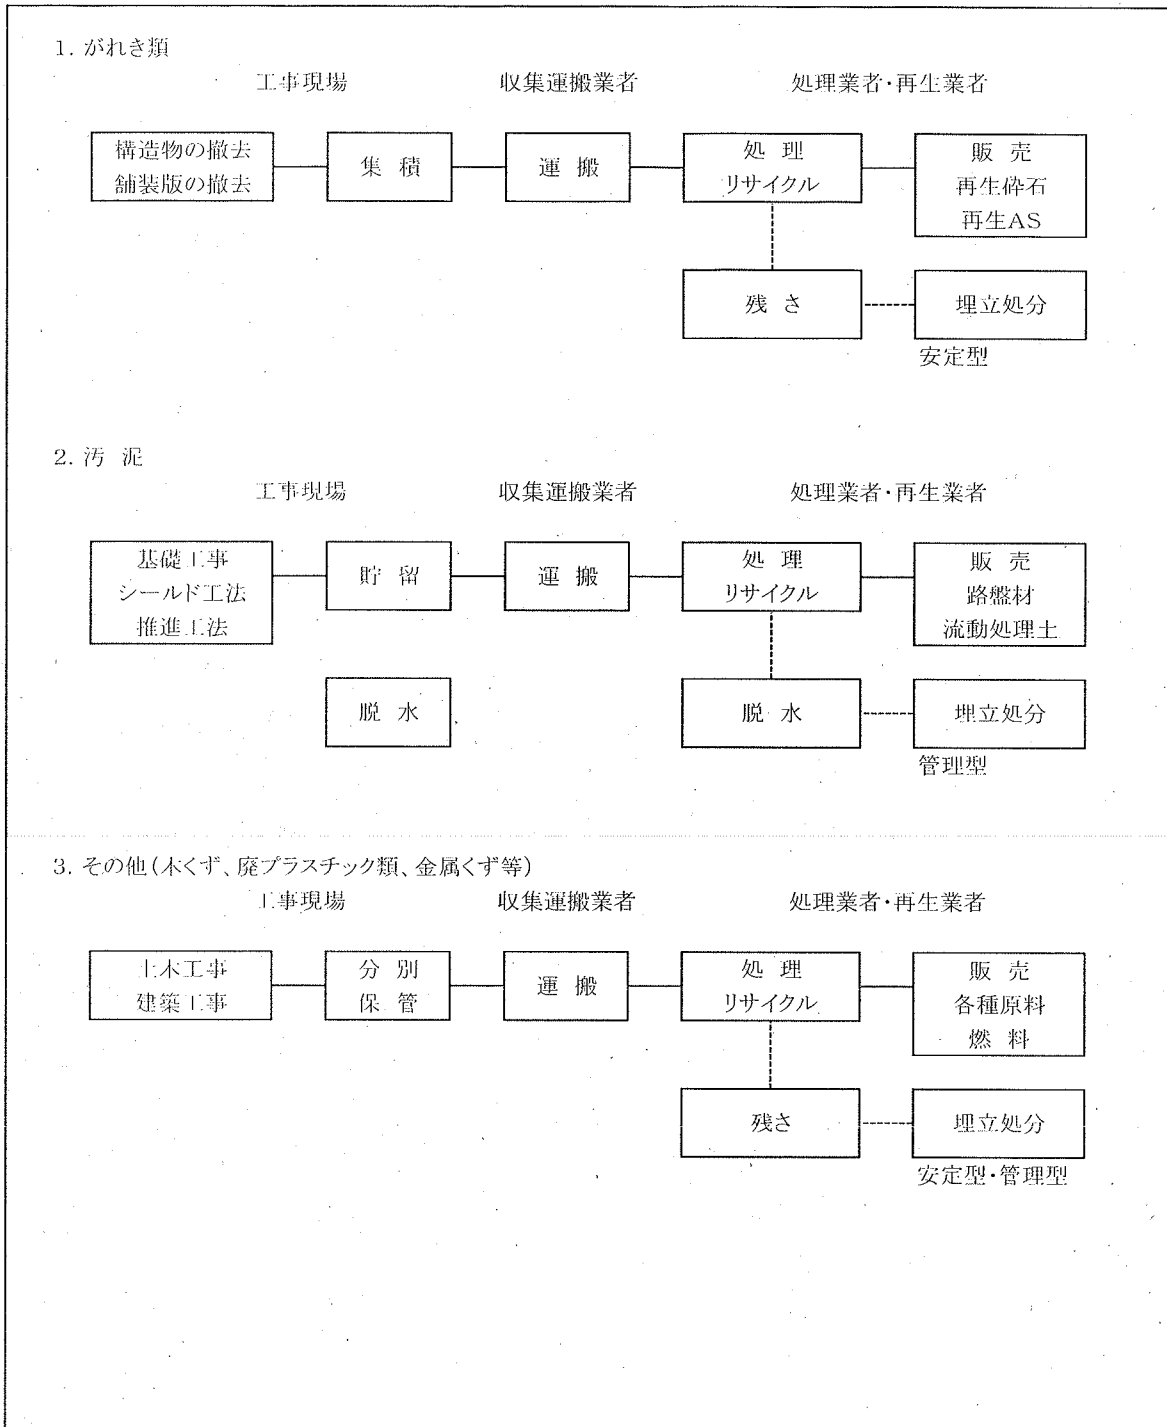 1. がれき類
工事現場 収集運搬業者 処理業者・再生業者
構造物の撤去
舗装版の撤去
集 積
運 搬
処 理
リサイクル
販 売
再生砕石
再生AS
残 さ
埋立処分
安定型
2. 汚 泥
工事現場 収集運搬業者 処理業者・再生業者
基礎工事
シールド工法
推進工法
貯 留
運 搬
処 理
リサイクル
販 売
路盤材
流動処理土
脱 水
脱 水
埋立処分
管理型
3. その他(木くず、廃プラスチック類、金属くず等)
工事現場 収集運搬業者 処理業者・再生業者
土木工事
建築工事
分 別
保 管
運 搬
処 理
リサイクル
販 売
各種原料
燃 料
残さ
埋立処分
安定型・管理型